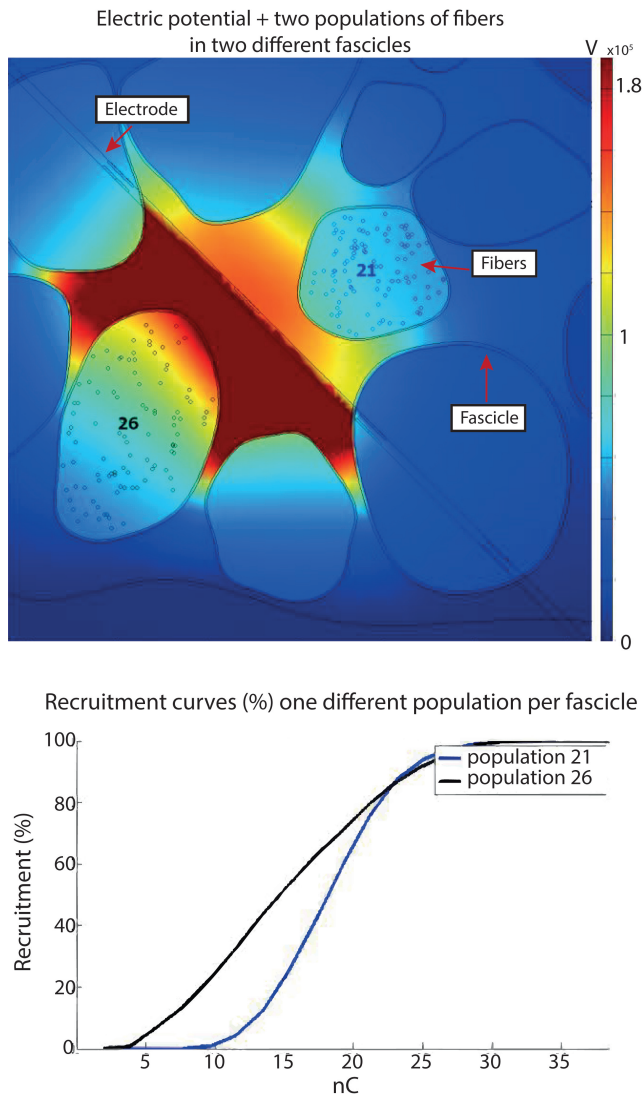 Electric potential + two populations of fibers
in two different fascicles
V x10⁵
1.8
Electrode
21
Fibers
1
26
Fascicle
0
Recruitment curves (%) one different population per fascicle
100
population 21
population 26
80
60
Recruitment (%)
40
20
0
5 10 15 20 25 30 35
nC